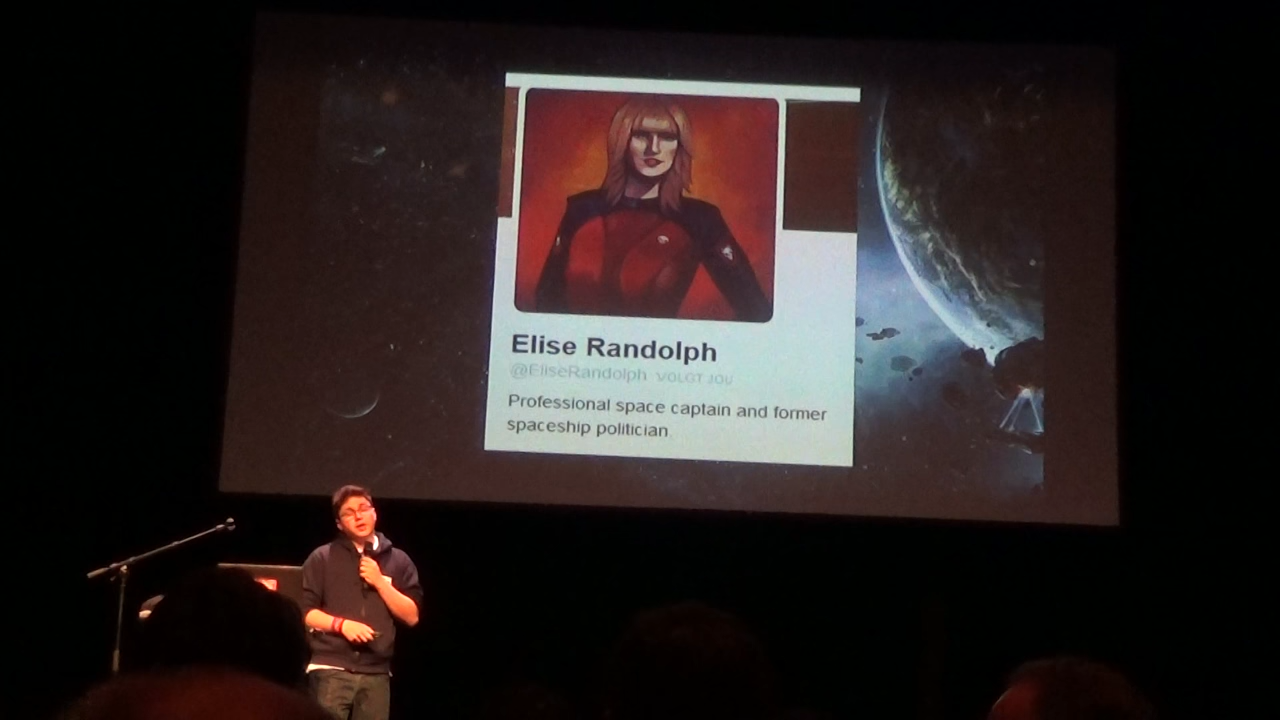 Elise Randolph
@EliseRandolph VOLGT JOU
Professional space captain and former
spaceship politician